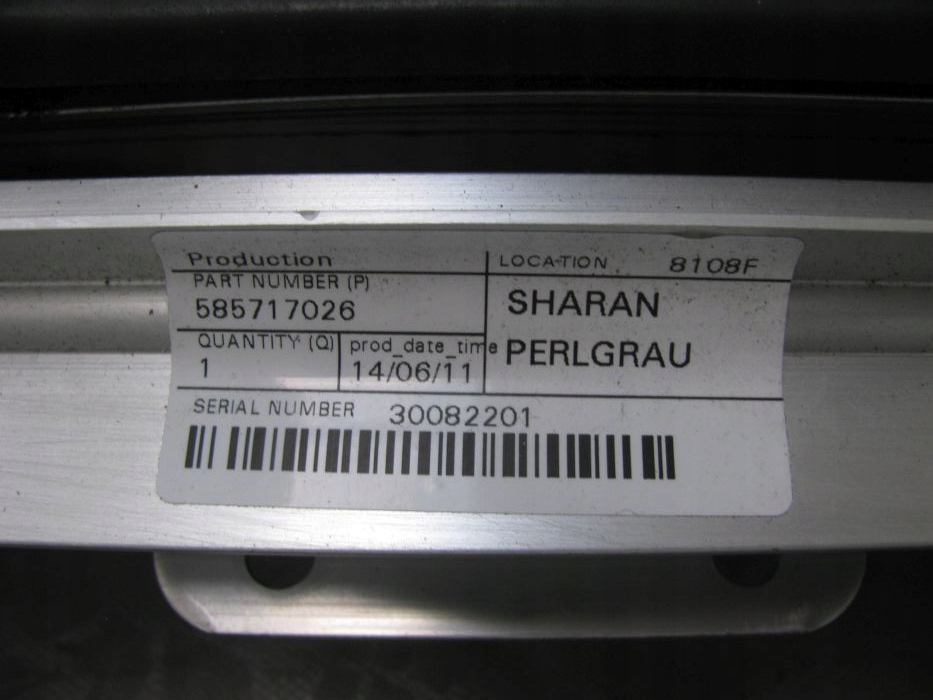 Production
LOCATION 8108F
PART NUMBER (P)
585717026
SHARAN
PERLGRAU
QUANTITY (Q)
1
prod_date_time
14/06/11
SERIAL NUMBER 30082201